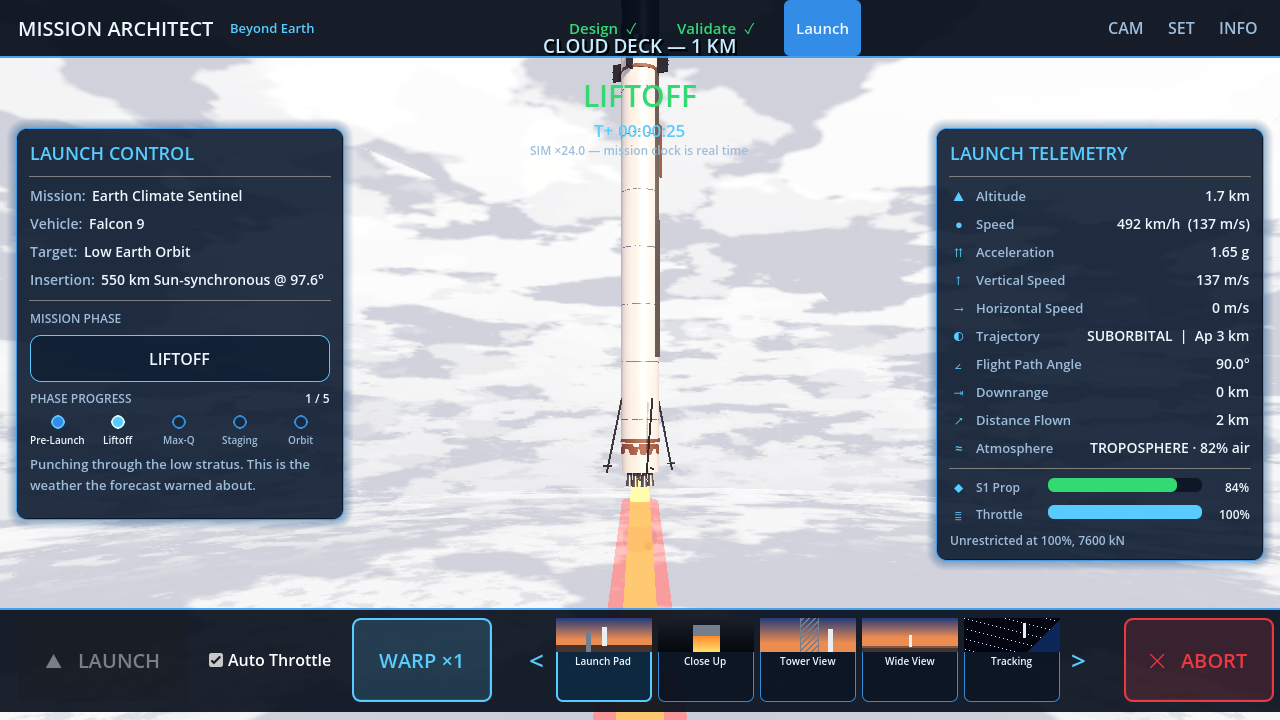 MISSION ARCHITECT
Beyond Earth
Design ✓
Validate ✓
Launch
CAM
SET
INFO
CLOUD DECK — 1 KM
LIFTOFF
T+ 00:00:25
SIM ×24.0 — mission clock is real time
LAUNCH CONTROL
Mission: Earth Climate Sentinel
Vehicle: Falcon 9
Target: Low Earth Orbit
Insertion: 550 km Sun-synchronous @ 97.6°
MISSION PHASE
LIFTOFF
PHASE PROGRESS 1 / 5
Pre-Launch Liftoff Max-Q Staging Orbit
Punching through the low stratus. This is the
weather the forecast warned about.
LAUNCH TELEMETRY
Altitude 1.7 km
Speed 492 km/h (137 m/s)
Acceleration 1.65 g
Vertical Speed 137 m/s
Horizontal Speed 0 m/s
Trajectory SUBORBITAL | Ap 3 km
Flight Path Angle 90.0°
Downrange 0 km
Distance Flown 2 km
Atmosphere TROPOSPHERE · 82% air
S1 Prop 84%
Throttle 100%
Unrestricted at 100%, 7600 kN
LAUNCH
Auto Throttle
WARP ×1
<
Launch Pad
Close Up
Tower View
Wide View
Tracking
>
ABORT